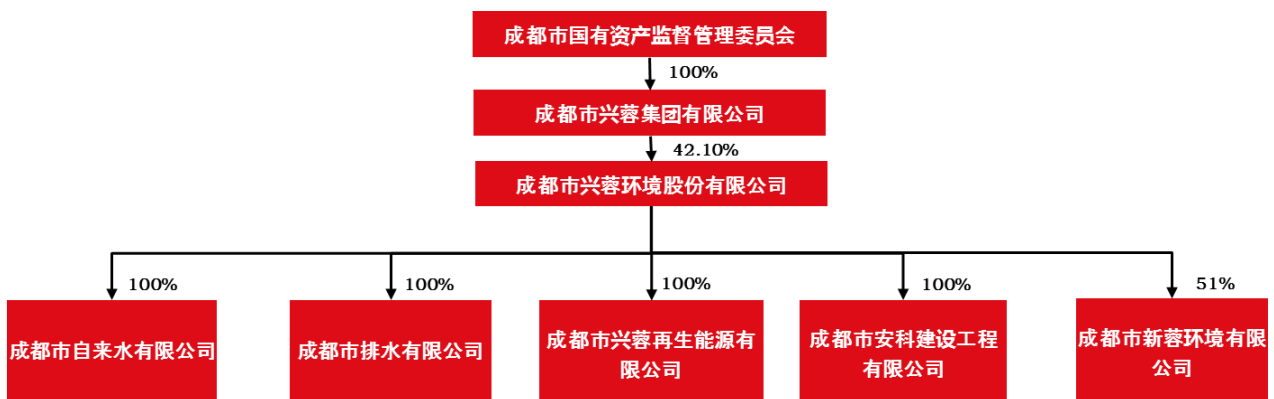 成都市国有资产监督管理委员会
100%
成都市兴蓉集团有限公司
42.10%
成都市兴蓉环境股份有限公司
100%
100%
100%
100%
51%
成都市自来水有限公司
成都市排水有限公司
成都市兴蓉再生能源有
限公司
成都市安科建设工程
有限公司
成都市新蓉环境有限
公司